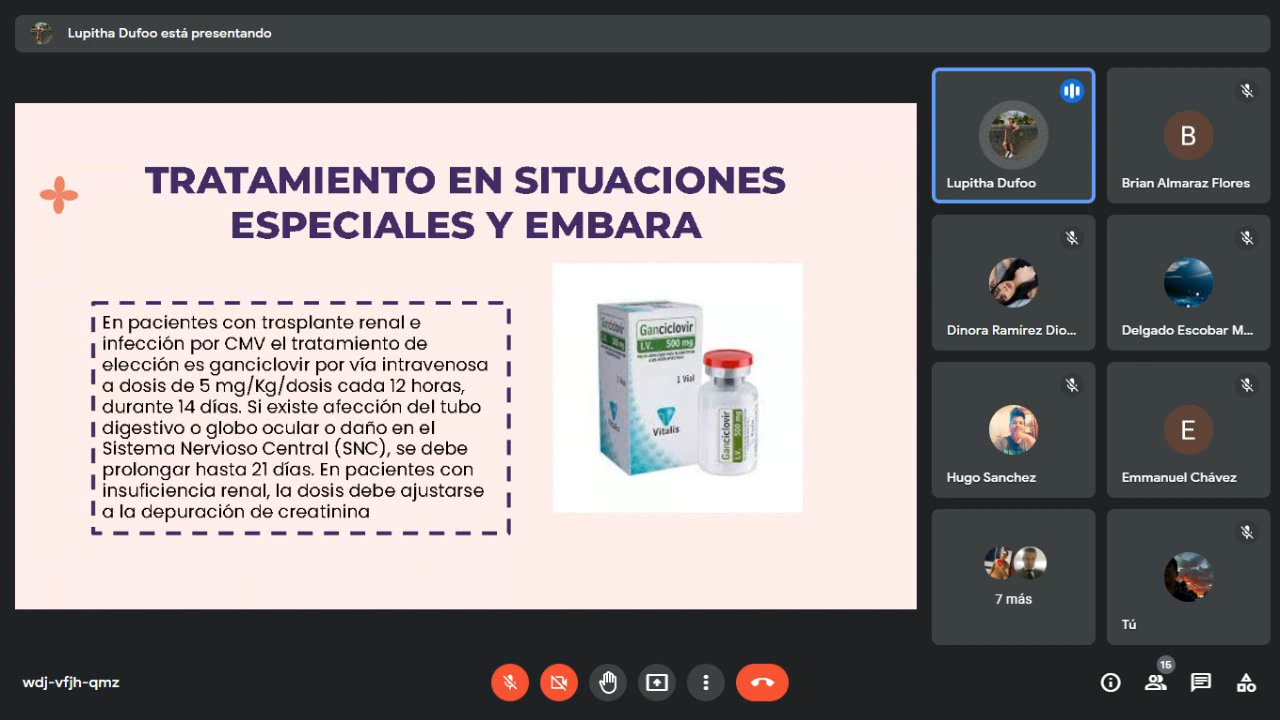 Lupitha Dufoo está presentando
TRATAMIENTO EN SITUACIONES
ESPECIALES Y EMBARA
En pacientes con trasplante renal e
infección por CMV el tratamiento de
elección es ganciclovir por vía intravenosa
a dosis de 5 mg/Kg/dosis cada 12 horas,
durante 14 días. Si existe afección del tubo
digestivo o globo ocular o daño en el
Sistema Nervioso Central (SNC), se debe
prolongar hasta 21 días. En pacientes con
insuficiencia renal, la dosis debe ajustarse
a la depuración de creatinina
Ganciclovir
Ganciclovir
I.V. 500 mg
1 Vial
Vitalis
Ganciclovir
I.V. 500 mg
Lupitha Dufoo
B
Brian Almaraz Flores
Dinora Ramírez Dio...
Delgado Escobar M...
Hugo Sanchez
E
Emmanuel Chávez
7 más
Tú
wdj-vfjh-qmz
15